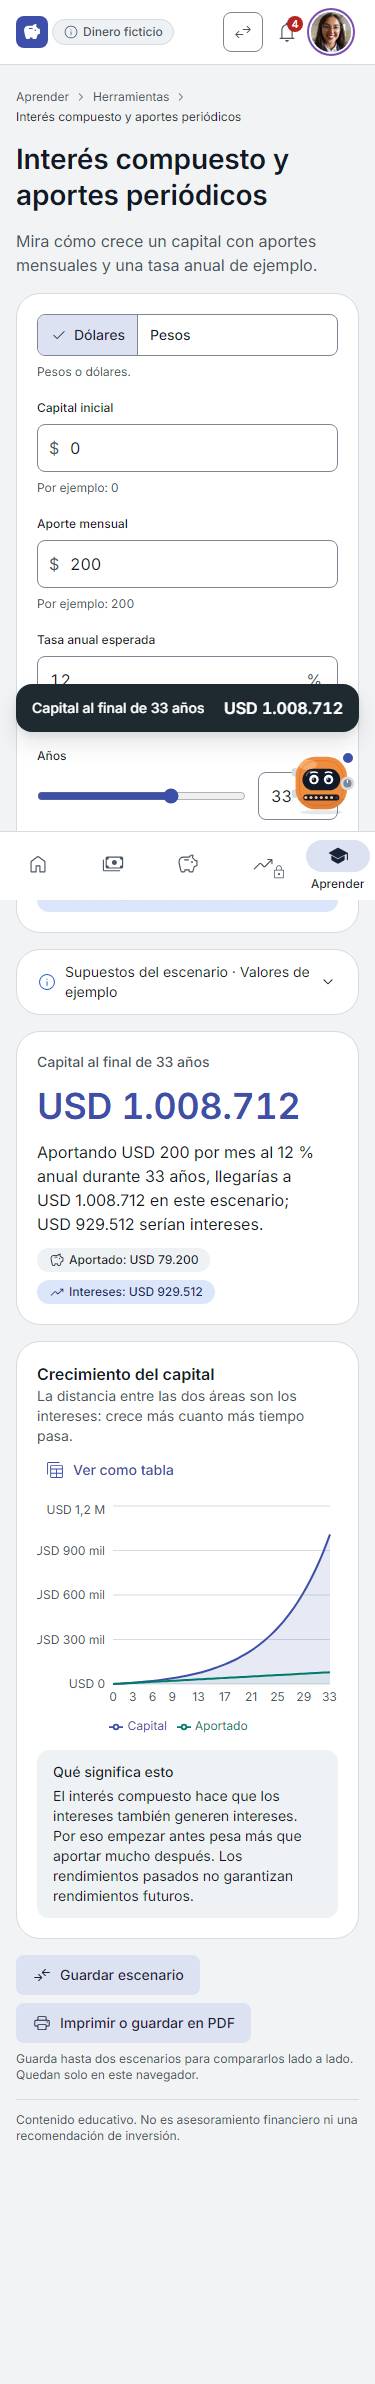 Dinero ficticio
4
Aprender > Herramientas >
Interés compuesto y aportes periódicos
Interés compuesto y
aportes periódicos
Mira cómo crece un capital con aportes
mensuales y una tasa anual de ejemplo.
Dólares Pesos
Pesos o dólares.
Capital inicial
$ 0
Por ejemplo: 0
Aporte mensual
$ 200
Por ejemplo: 200
Tasa anual esperada
12 %
Capital al final de 33 años USD 1.008.712
Años
33
Aprender
Supuestos del escenario · Valores de
ejemplo
Capital al final de 33 años
USD 1.008.712
Aportando USD 200 por mes al 12 %
anual durante 33 años, llegarías a
USD 1.008.712 en este escenario;
USD 929.512 serían intereses.
Aportado: USD 79.200
Intereses: USD 929.512
Crecimiento del capital
La distancia entre las dos áreas son los
intereses: crece más cuanto más tiempo
pasa.
Ver como tabla
USD 1,2 M
USD 900 mil
USD 600 mil
USD 300 mil
USD 0
0 3 6 9 13 17 21 25 29 33
Capital Aportado
Qué significa esto
El interés compuesto hace que los
intereses también generen intereses.
Por eso empezar antes pesa más que
aportar mucho después. Los
rendimientos pasados no garantizan
rendimientos futuros.
Guardar escenario
Imprimir o guardar en PDF
Guarda hasta dos escenarios para compararlos lado a lado.
Quedan solo en este navegador.
Contenido educativo. No es asesoramiento financiero ni una
recomendación de inversión.